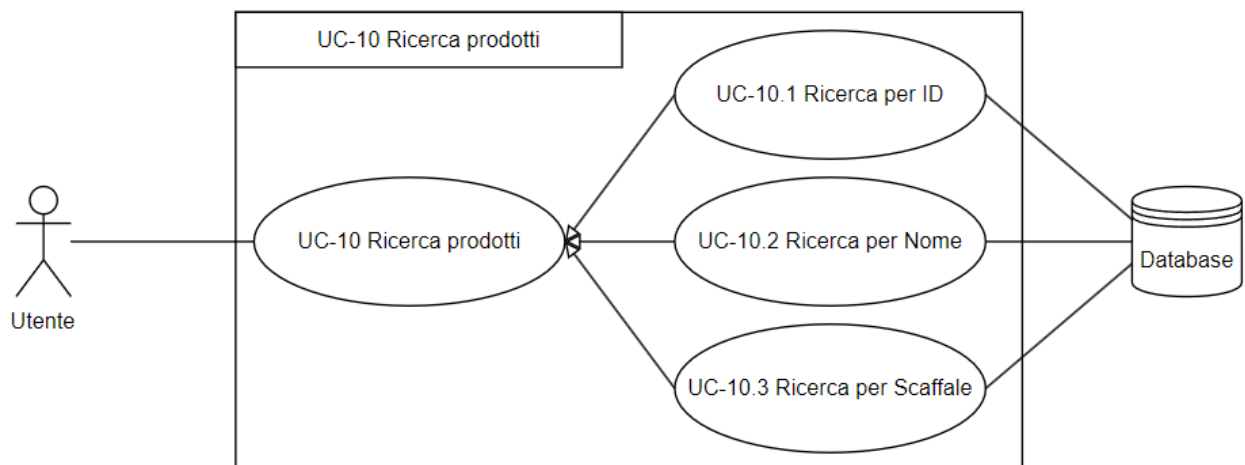 UC-10 Ricerca prodotti
UC-10.1 Ricerca per ID
UC-10 Ricerca prodotti
UC-10.2 Ricerca per Nome
Database
Utente
UC-10.3 Ricerca per Scaffale